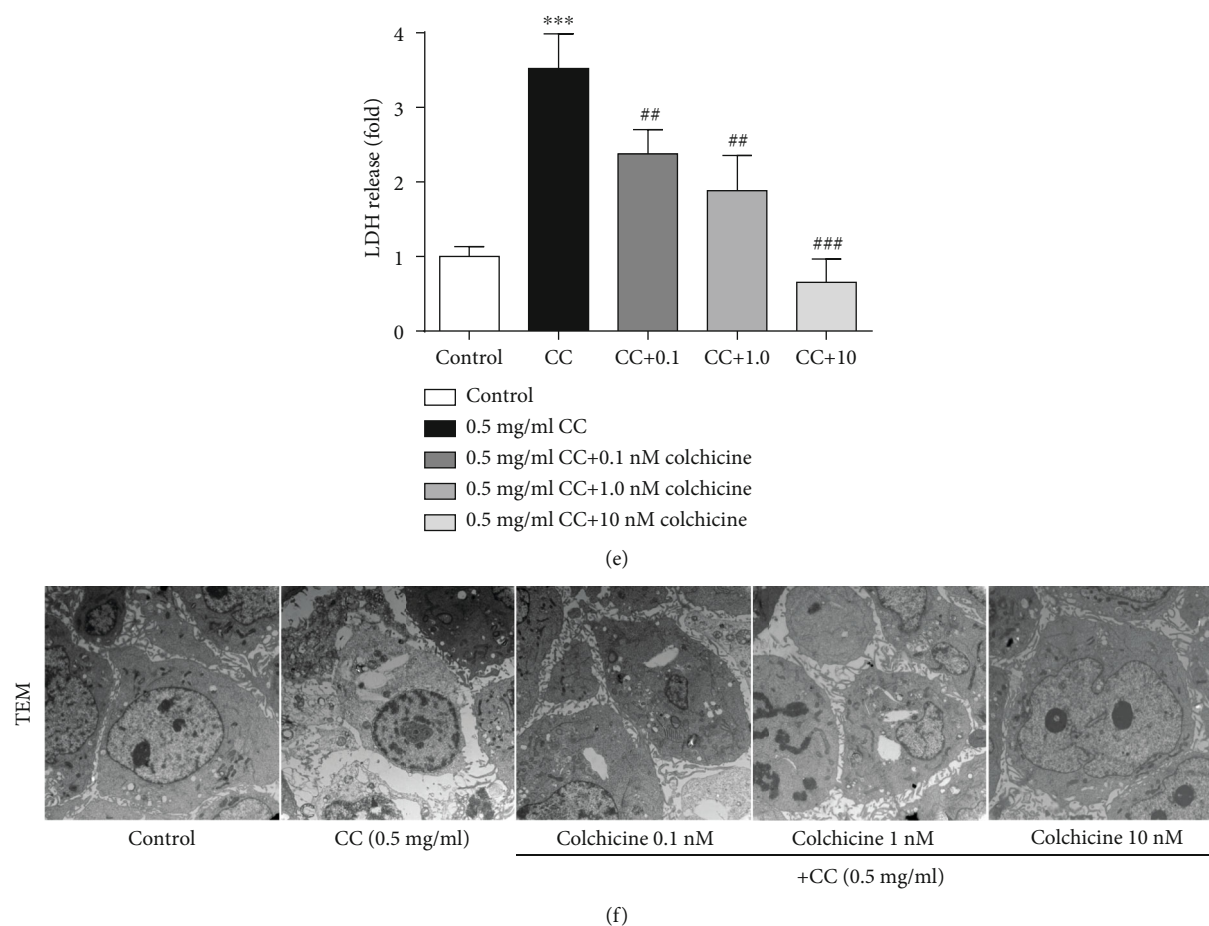 4
3
2
1
0
LDH release (fold)
***
##
##
###
Control CC CC+0.1 CC+1.0 CC+10
Control
0.5 mg/ml CC
0.5 mg/ml CC+0.1 nM colchicine
0.5 mg/ml CC+1.0 nM colchicine
0.5 mg/ml CC+10 nM colchicine
(e)
TEM
Control CC (0.5 mg/ml) Colchicine 0.1 nM Colchicine 1 nM Colchicine 10 nM
+CC (0.5 mg/ml)
(f)